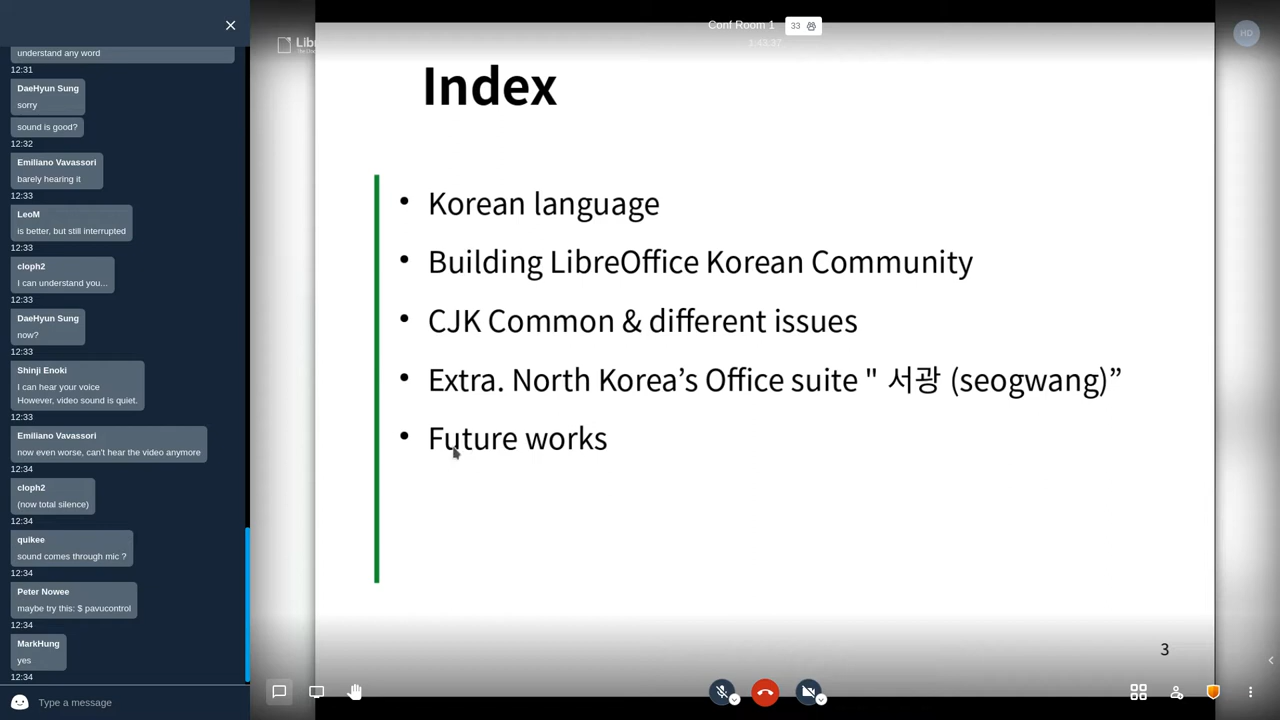 understand any word
12:31
DaeHyun Sung
sorry
sound is good?
12:32
Emiliano Vavassori
barely hearing it
12:33
LeoM
is better, but still interrupted
12:33
cloph2
I can understand you...
12:33
DaeHyun Sung
now?
12:33
Shinji Enoki
I can hear your voice
However, video sound is quiet.
12:33
Emiliano Vavassori
now even worse, can't hear the video anymore
12:34
cloph2
(now total silence)
12:34
quikee
sound comes through mic ?
12:34
Peter Nowee
maybe try this: $ pavucontrol
12:34
MarkHung
yes
12:34
Type a message
Conf Room 1
33
1:43:37
HD
Index
• Korean language
• Building LibreOffice Korean Community
• CJK Common & different issues
• Extra. North Korea’s Office suite " 서광 (seogwang)”
• Future works
3